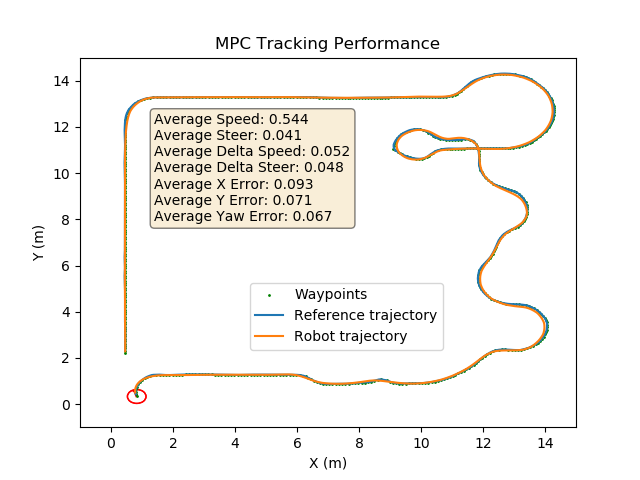 MPC Tracking Performance
14
12
10
8
6
4
2
0
Y (m)
Average Speed: 0.544
Average Steer: 0.041
Average Delta Speed: 0.052
Average Delta Steer: 0.048
Average X Error: 0.093
Average Y Error: 0.071
Average Yaw Error: 0.067
Waypoints
Reference trajectory
Robot trajectory
0 2 4 6 8 10 12 14
X (m)